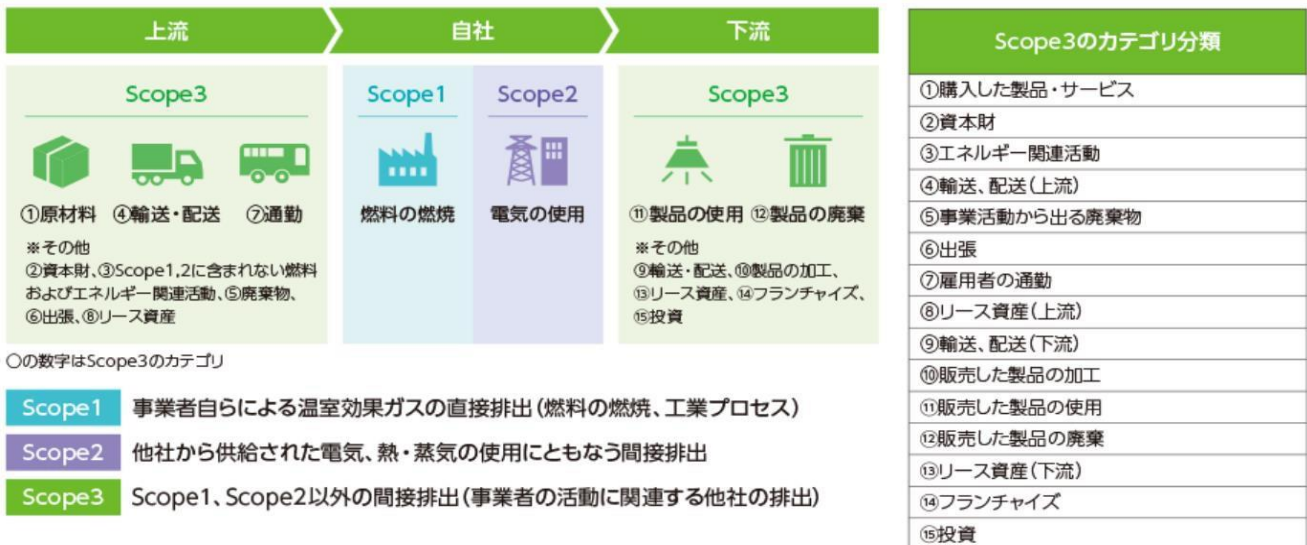 上流
自社
下流
Scope3
①原材料
④輸送・配送
⑦通勤
※その他
②資本財、③Scope1,2に含まれない燃料
およびエネルギー関連活動、⑤廃棄物、
⑥出張、⑧リース資産
Scope1
燃料の燃焼
Scope2
電気の使用
Scope3
⑪製品の使用
⑫製品の廃棄
※その他
⑨輸送・配送、⑩製品の加工、
⑬リース資産、⑭フランチャイズ、
⑮投資
○の数字はScope3のカテゴリ
Scope1 事業者自らによる温室効果ガスの直接排出(燃料の燃焼、工業プロセス)
Scope2 他社から供給された電気、熱・蒸気の使用にともなう間接排出
Scope3 Scope1、Scope2以外の間接排出(事業者の活動に関連する他社の排出)
Scope3のカテゴリ分類
①購入した製品・サービス
②資本財
③エネルギー関連活動
④輸送、配送(上流)
⑤事業活動から出る廃棄物
⑥出張
⑦雇用者の通勤
⑧リース資産(上流)
⑨輸送、配送(下流)
⑩販売した製品の加工
⑪販売した製品の使用
⑫販売した製品の廃棄
⑬リース資産(下流)
⑭フランチャイズ
⑮投資